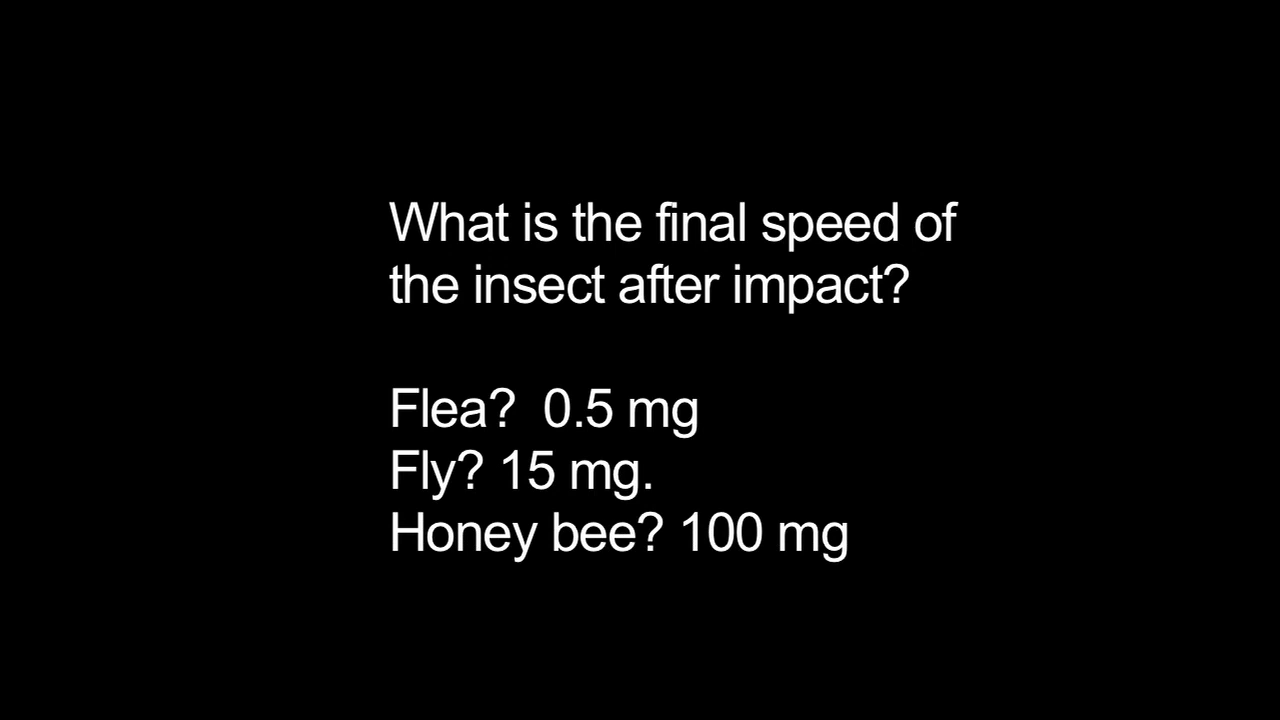 What is the final speed of
the insect after impact?
Flea?  0.5 mg
Fly? 15 mg.
Honey bee? 100 mg